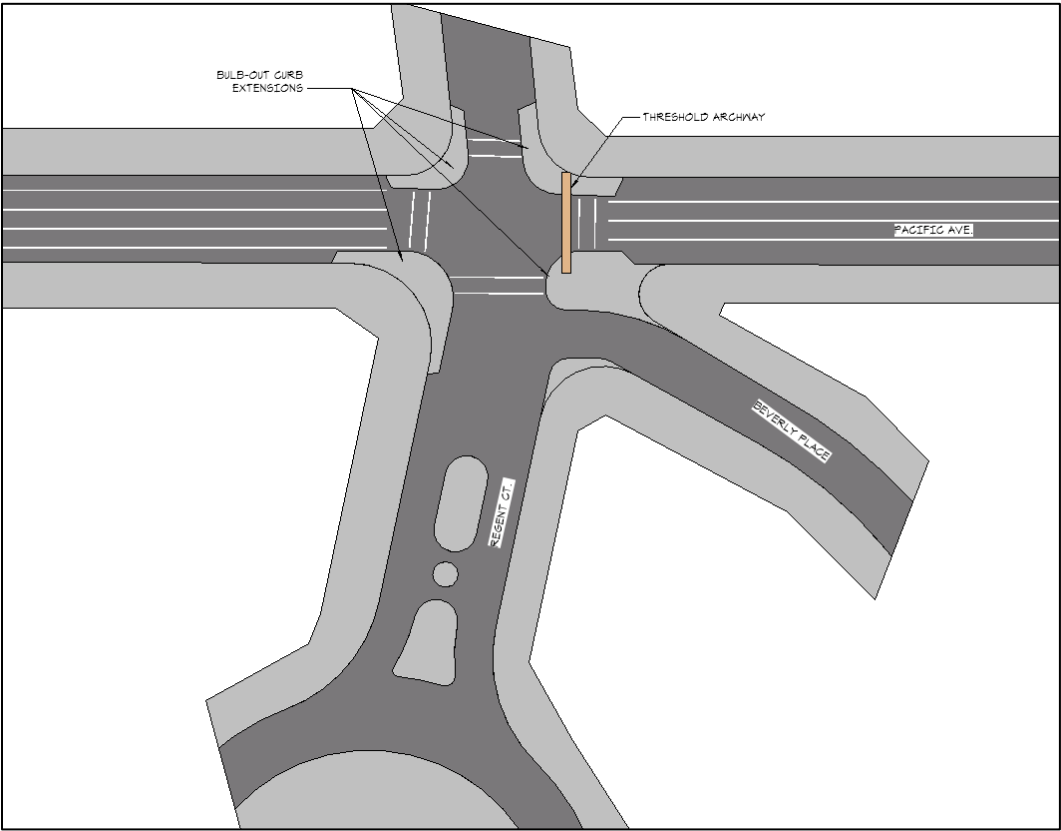 BULB-OUT CURB
EXTENSIONS
THRESHOLD ARCHWAY
PACIFIC AVE.
BEVERLY PLACE
REGENT CT.